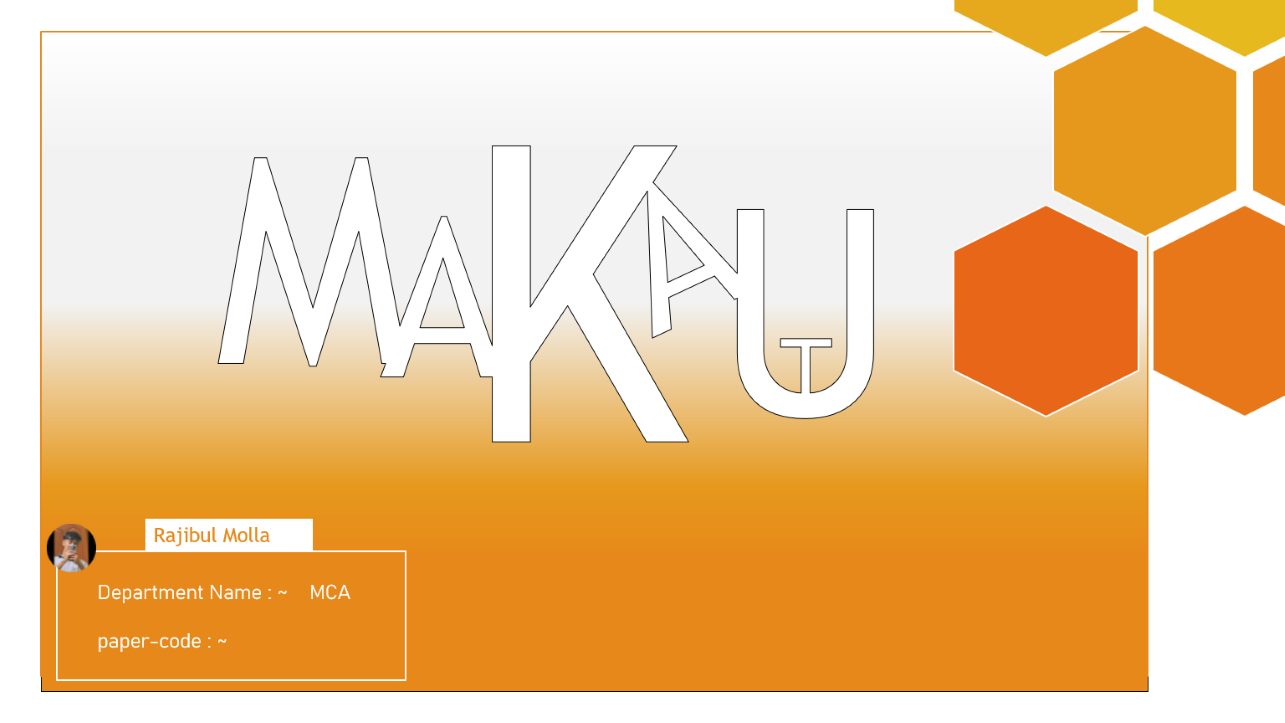 MAKAUT
Rajibul Molla
Department Name : ~ MCA
paper-code : ~